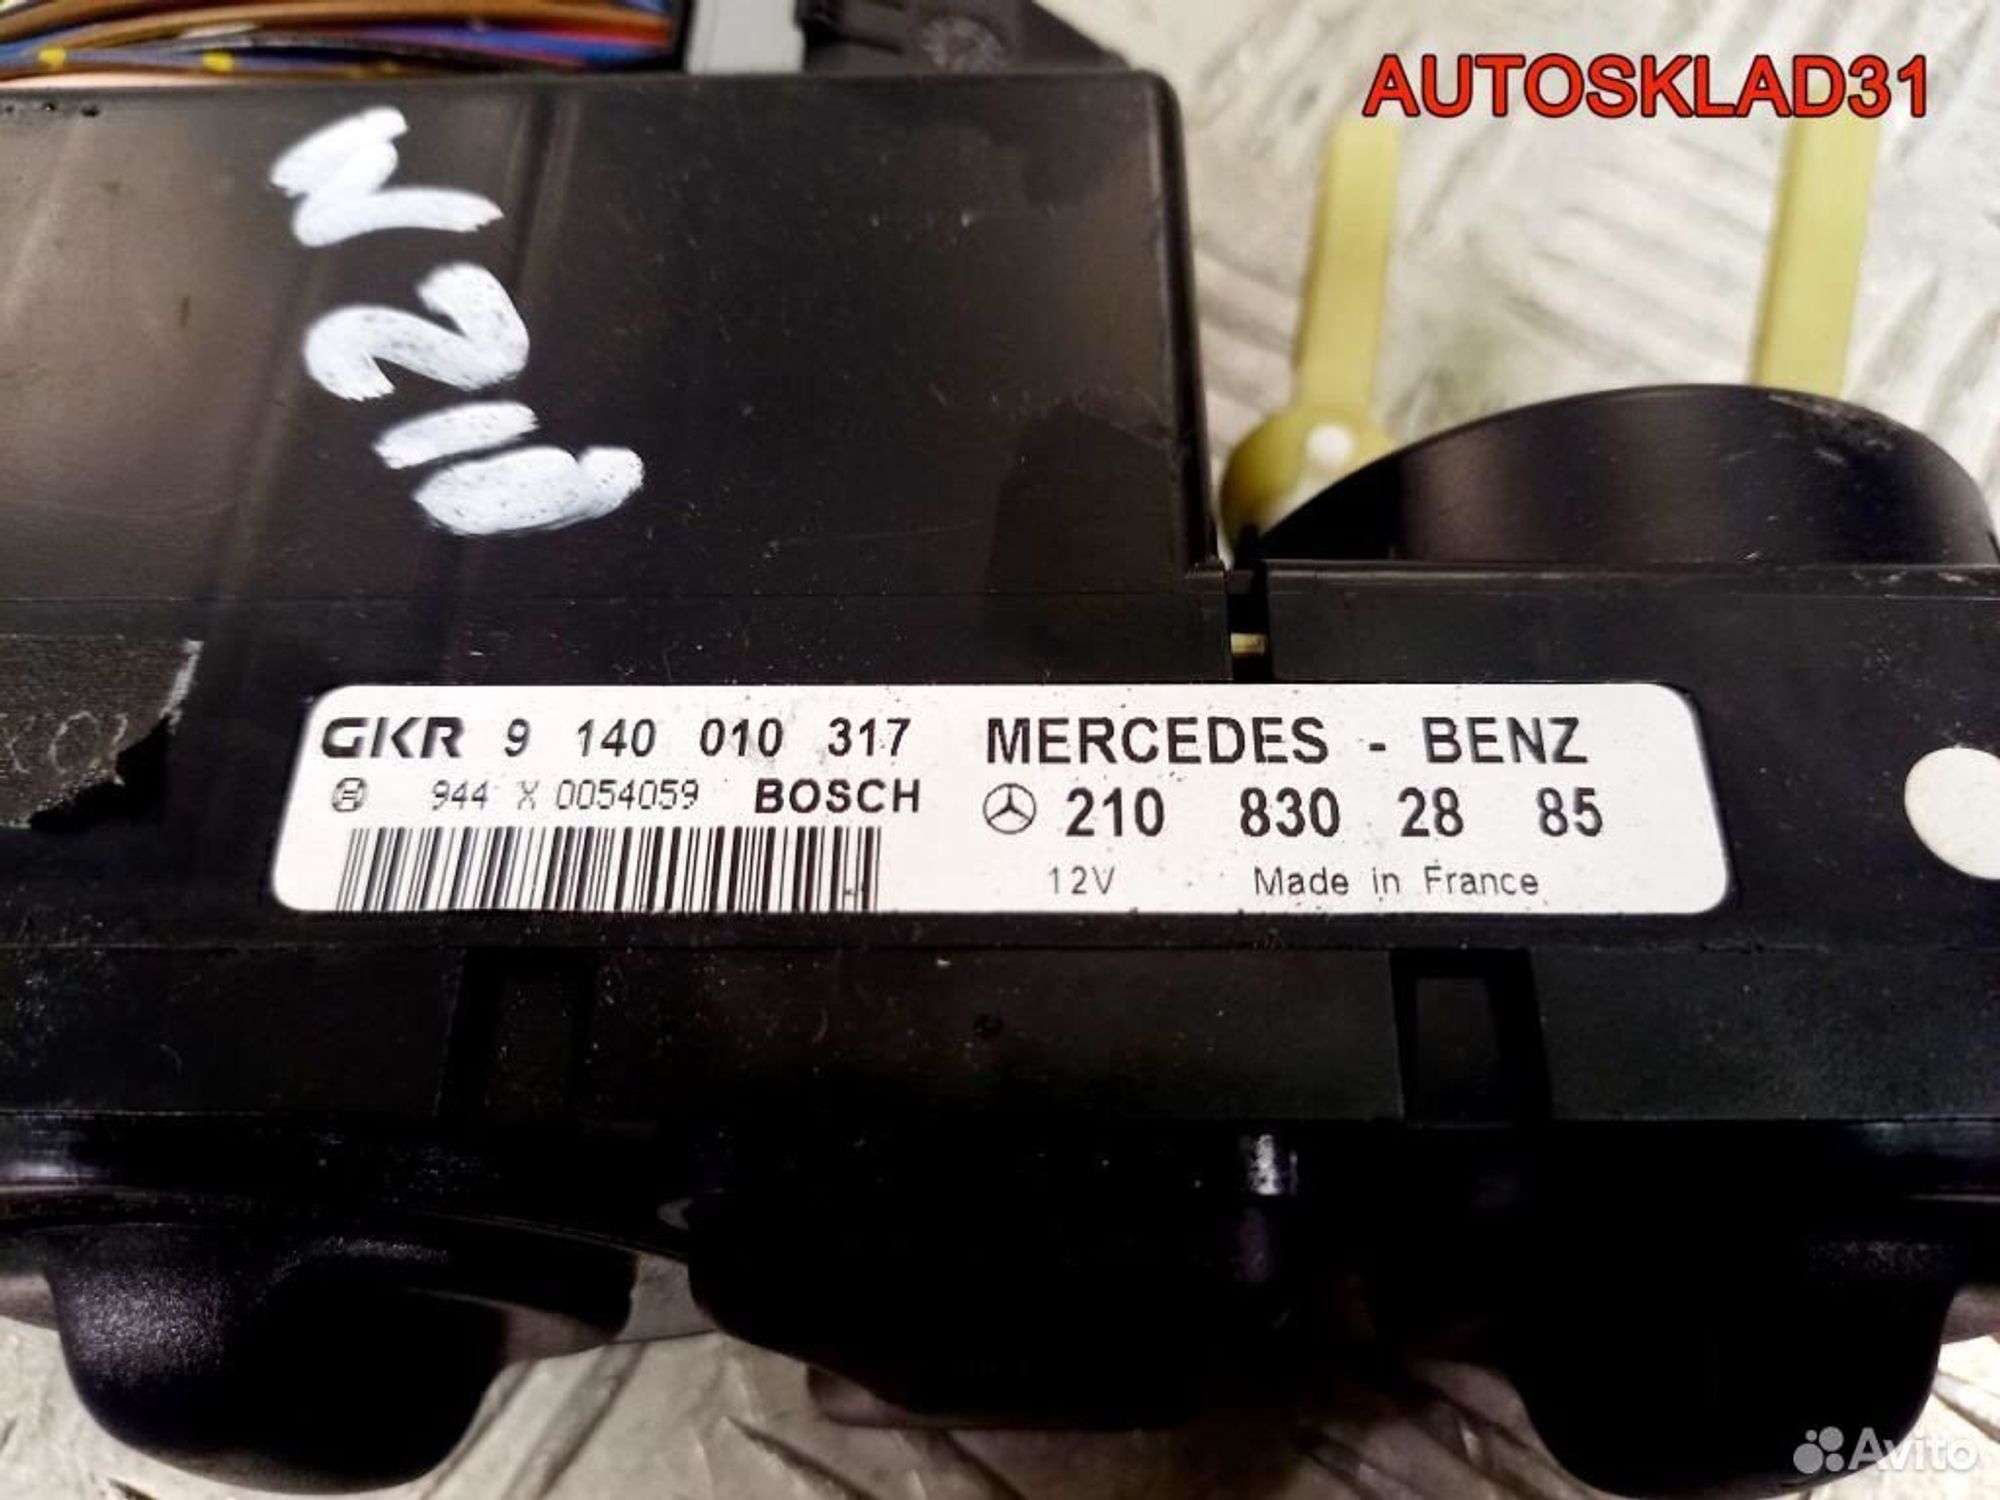 AUTOSKLAD31
W210
GKR 9 140 010 317
944 X 0054059 BOSCH
MERCEDES - BENZ
210 830 28 85
12V Made in France
Avito